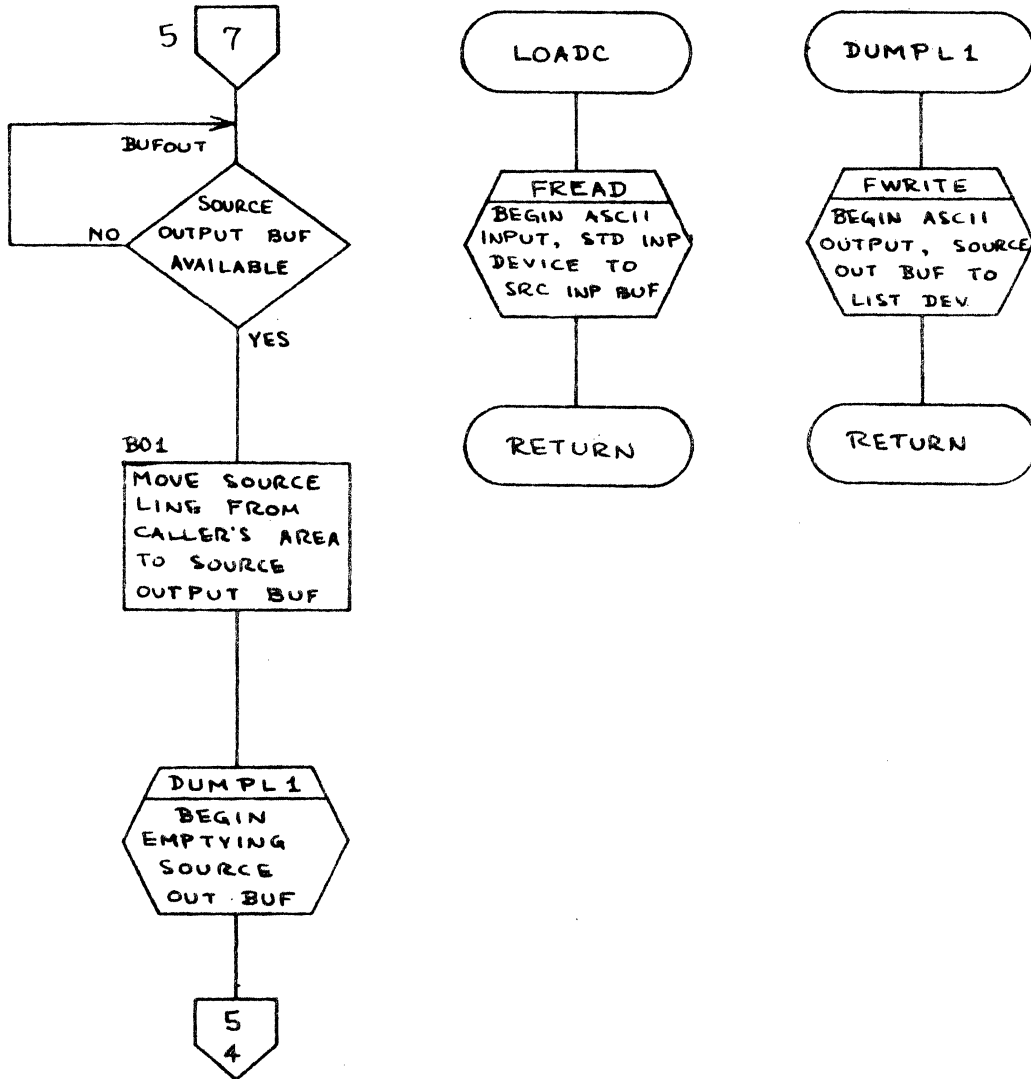 5 7
BUFOUT
SOURCE
OUTPUT BUF
AVAILABLE
NO
YES
B01
MOVE SOURCE
LINE FROM
CALLER'S AREA
TO SOURCE
OUTPUT BUF
DUMPL1
BEGIN
EMPTYING
SOURCE
OUT BUF
5
4
LOADC
FREAD
BEGIN ASCII
INPUT, STD INP
DEVICE TO
SRC INP BUF
RETURN
DUMPL1
FWRITE
BEGIN ASCII
OUTPUT, SOURCE
OUT BUF TO
LIST DEV.
RETURN